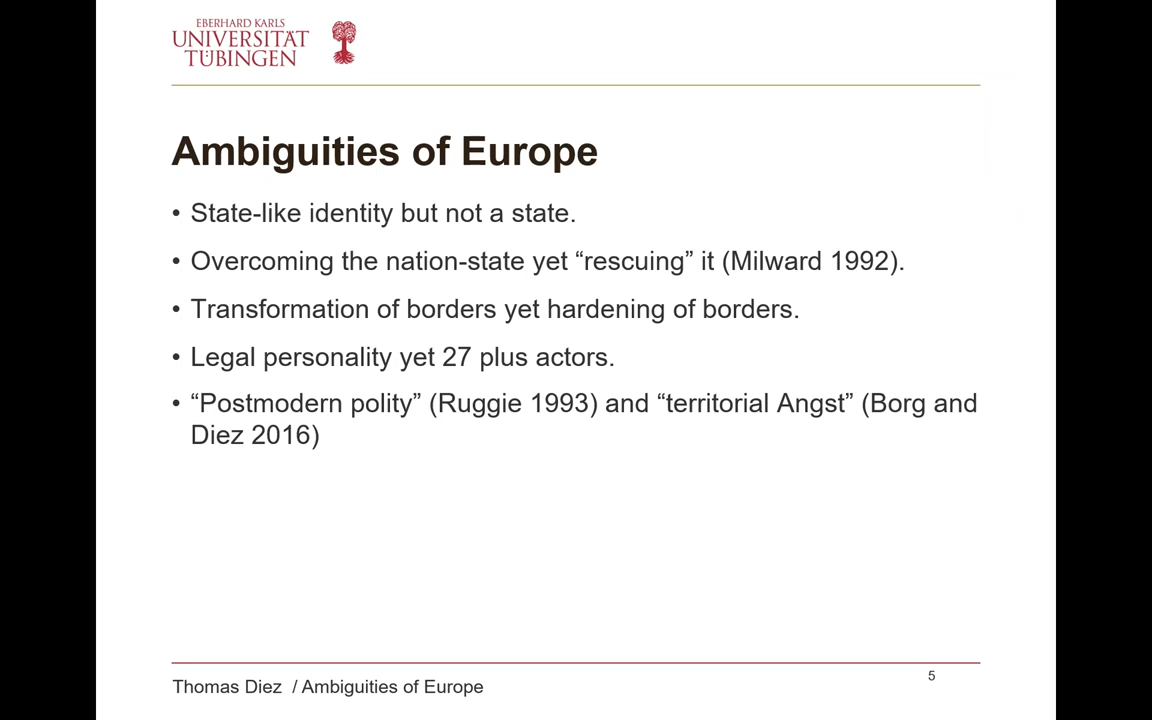 EBERHARD KARLS
UNIVERSITÄT
TÜBINGEN
Ambiguities of Europe
• State-like identity but not a state.
• Overcoming the nation-state yet “rescuing” it (Milward 1992).
• Transformation of borders yet hardening of borders.
• Legal personality yet 27 plus actors.
• “Postmodern polity” (Ruggie 1993) and “territorial Angst” (Borg and
Diez 2016)
5
Thomas Diez / Ambiguities of Europe